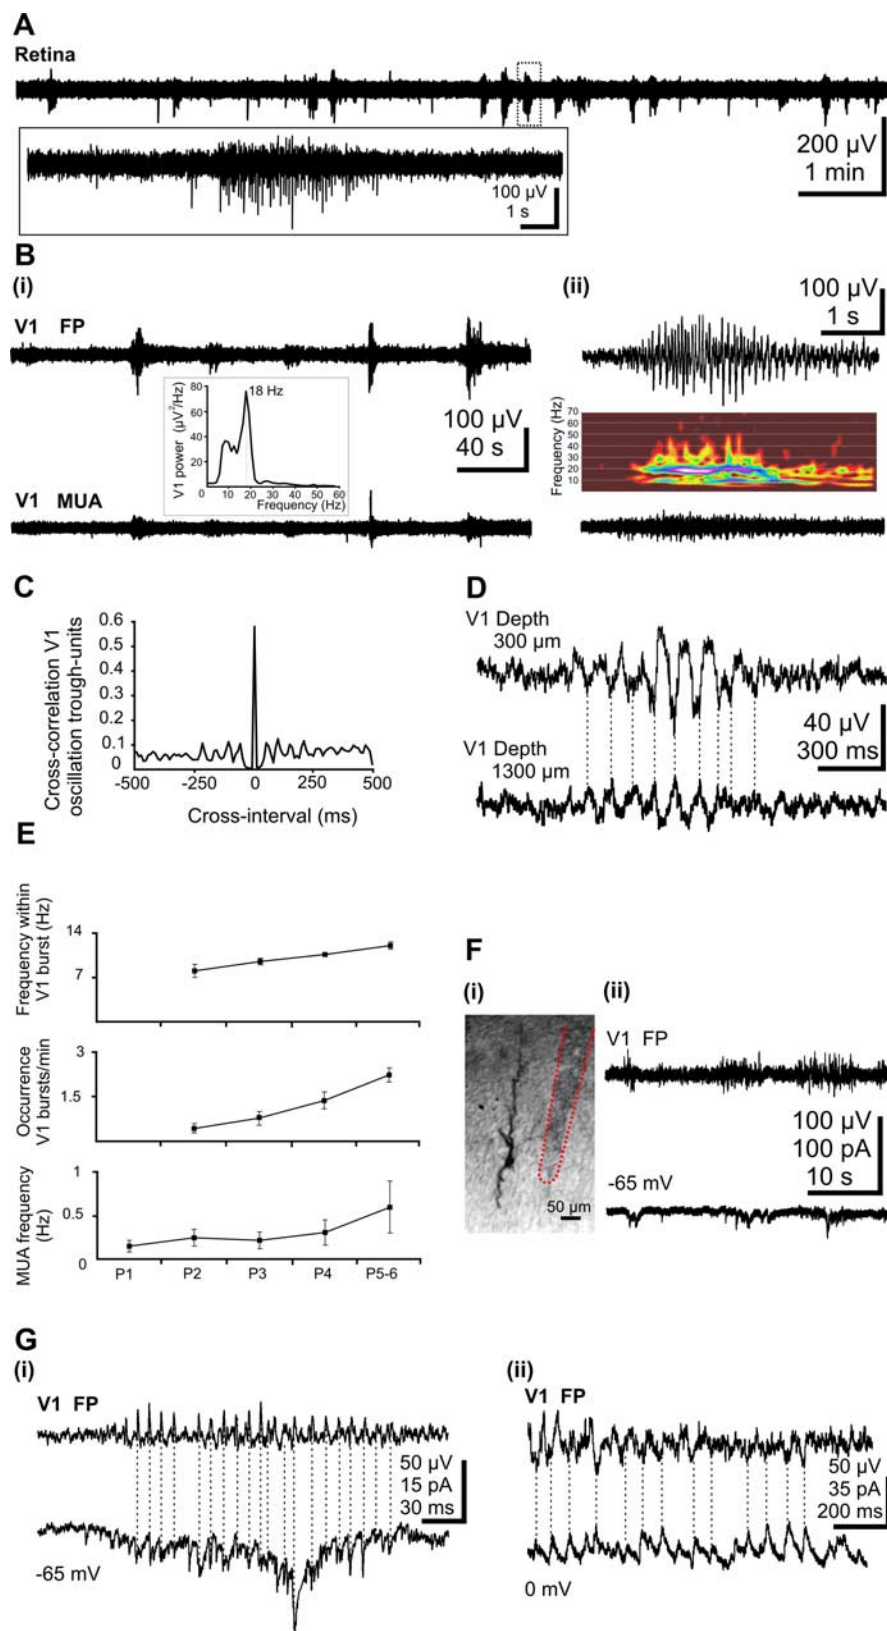 A
Retina
200 µV
1 min
100 µV
1 s
B
(i)
V1 FP
80
60
40
20
0
V1 power (µV²/Hz)
18 Hz
0 10 20 30 40 50 60
Frequency (Hz)
100 µV
40 s
V1 MUA
(ii)
100 µV
1 s
Frequency (Hz)
70
60
50
40
30
20
10
C
Cross-correlation V1
oscillation trough-units
0.6
0.5
0.4
0.3
0.2
0.1
0
-500 -250 0 250 500
Cross-interval (ms)
D
V1 Depth
300 µm
V1 Depth
1300 µm
40 µV
300 ms
E
Frequency within
V1 burst (Hz)
14
7
Occurrence
V1 bursts/min
3
1.5
MUA frequency
(Hz)
1
0.5
0
P1 P2 P3 P4 P5-6
F
(i)
50 µm
(ii)
V1 FP
100 µV
100 pA
10 s
-65 mV
G
(i)
V1 FP
50 µV
15 pA
30 ms
-65 mV
(ii)
V1 FP
50 µV
35 pA
200 ms
0 mV